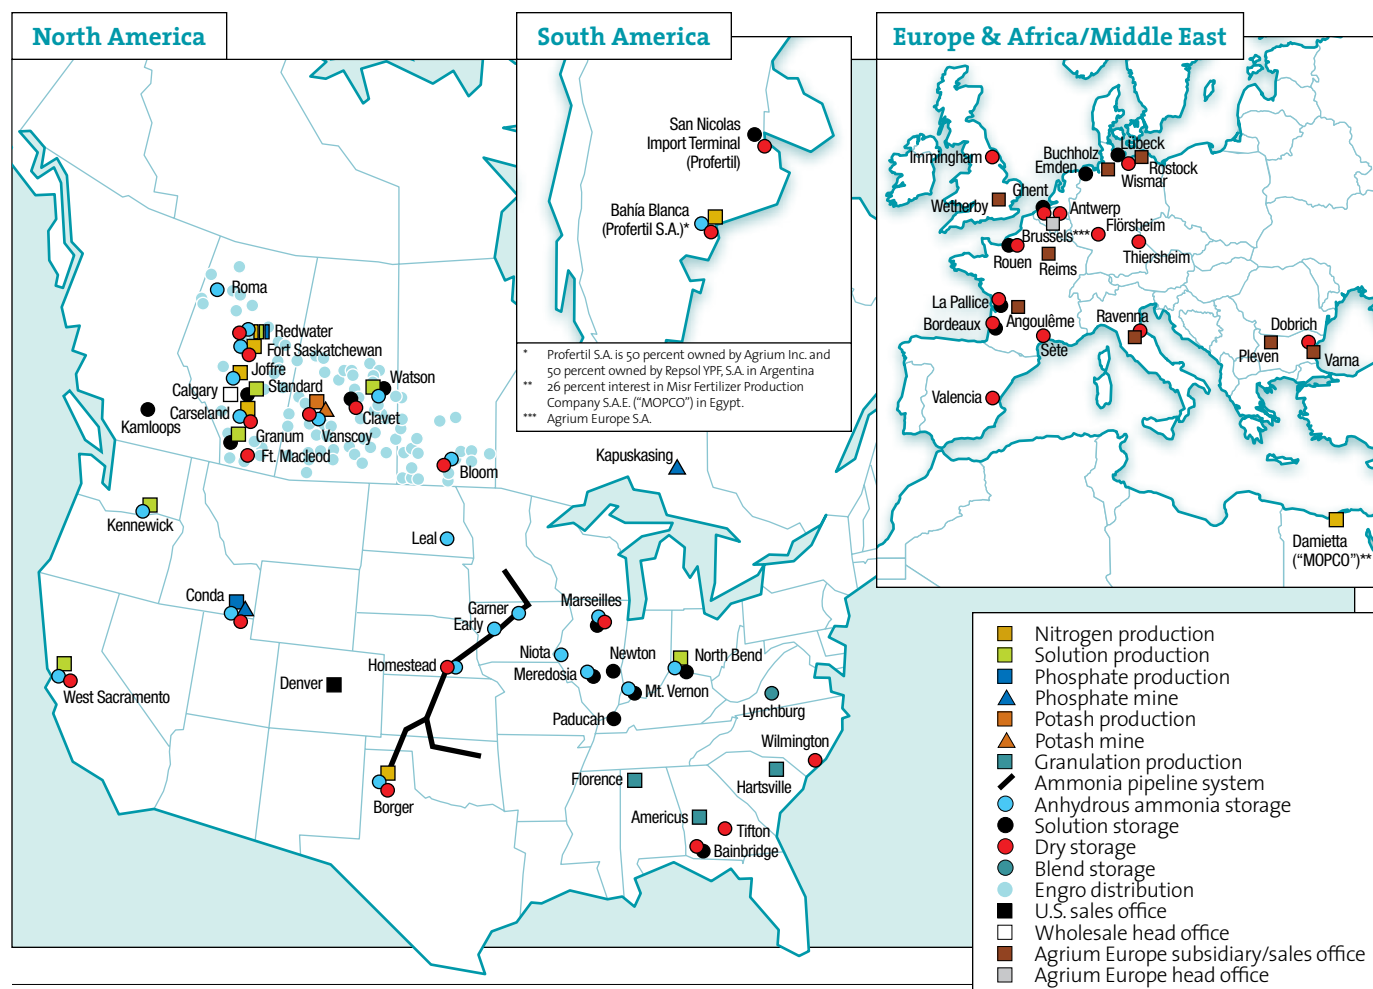 North America
South America
Europe & Africa/Middle East
Roma
Redwater
Fort Saskatchewan
Joffre
Calgary
Standard
Watson
Carseland
Kamloops
Clavet
Granum
Vanscoy
Ft. Macleod
Bloom
Kennewick
Leal
Conda
Garner
Early
Marseilles
Homestead
Niota
Newton
North Bend
Meredosia
Mt. Vernon
West Sacramento
Denver
Paducah
Lynchburg
Wilmington
Borger
Florence
Hartsville
Americus
Tifton
Bainbridge
Kapuskasing
San Nicolas
Import Terminal
(Profertil)
Bahía Blanca
(Profertil S.A.)*
* Profertil S.A. is 50 percent owned by Agrium Inc. and
50 percent owned by Repsol YPF, S.A. in Argentina
** 26 percent interest in Misr Fertilizer Production
Company S.A.E. (“MOPCO”) in Egypt.
*** Agrium Europe S.A.
Immingham
Buchholz
Lübeck
Emden
Rostock
Wismar
Wetherby
Ghent
Antwerp
Brussels***
Flörsheim
Rouen
Reims
Thiersheim
La Pallice
Bordeaux
Angoulême
Ravenna
Sète
Dobrich
Pleven
Varna
Valencia
Damietta
(“MOPCO”)**
Nitrogen production
Solution production
Phosphate production
Phosphate mine
Potash production
Potash mine
Granulation production
Ammonia pipeline system
Anhydrous ammonia storage
Solution storage
Dry storage
Blend storage
Engro distribution
U.S. sales office
Wholesale head office
Agrium Europe subsidiary/sales office
Agrium Europe head office